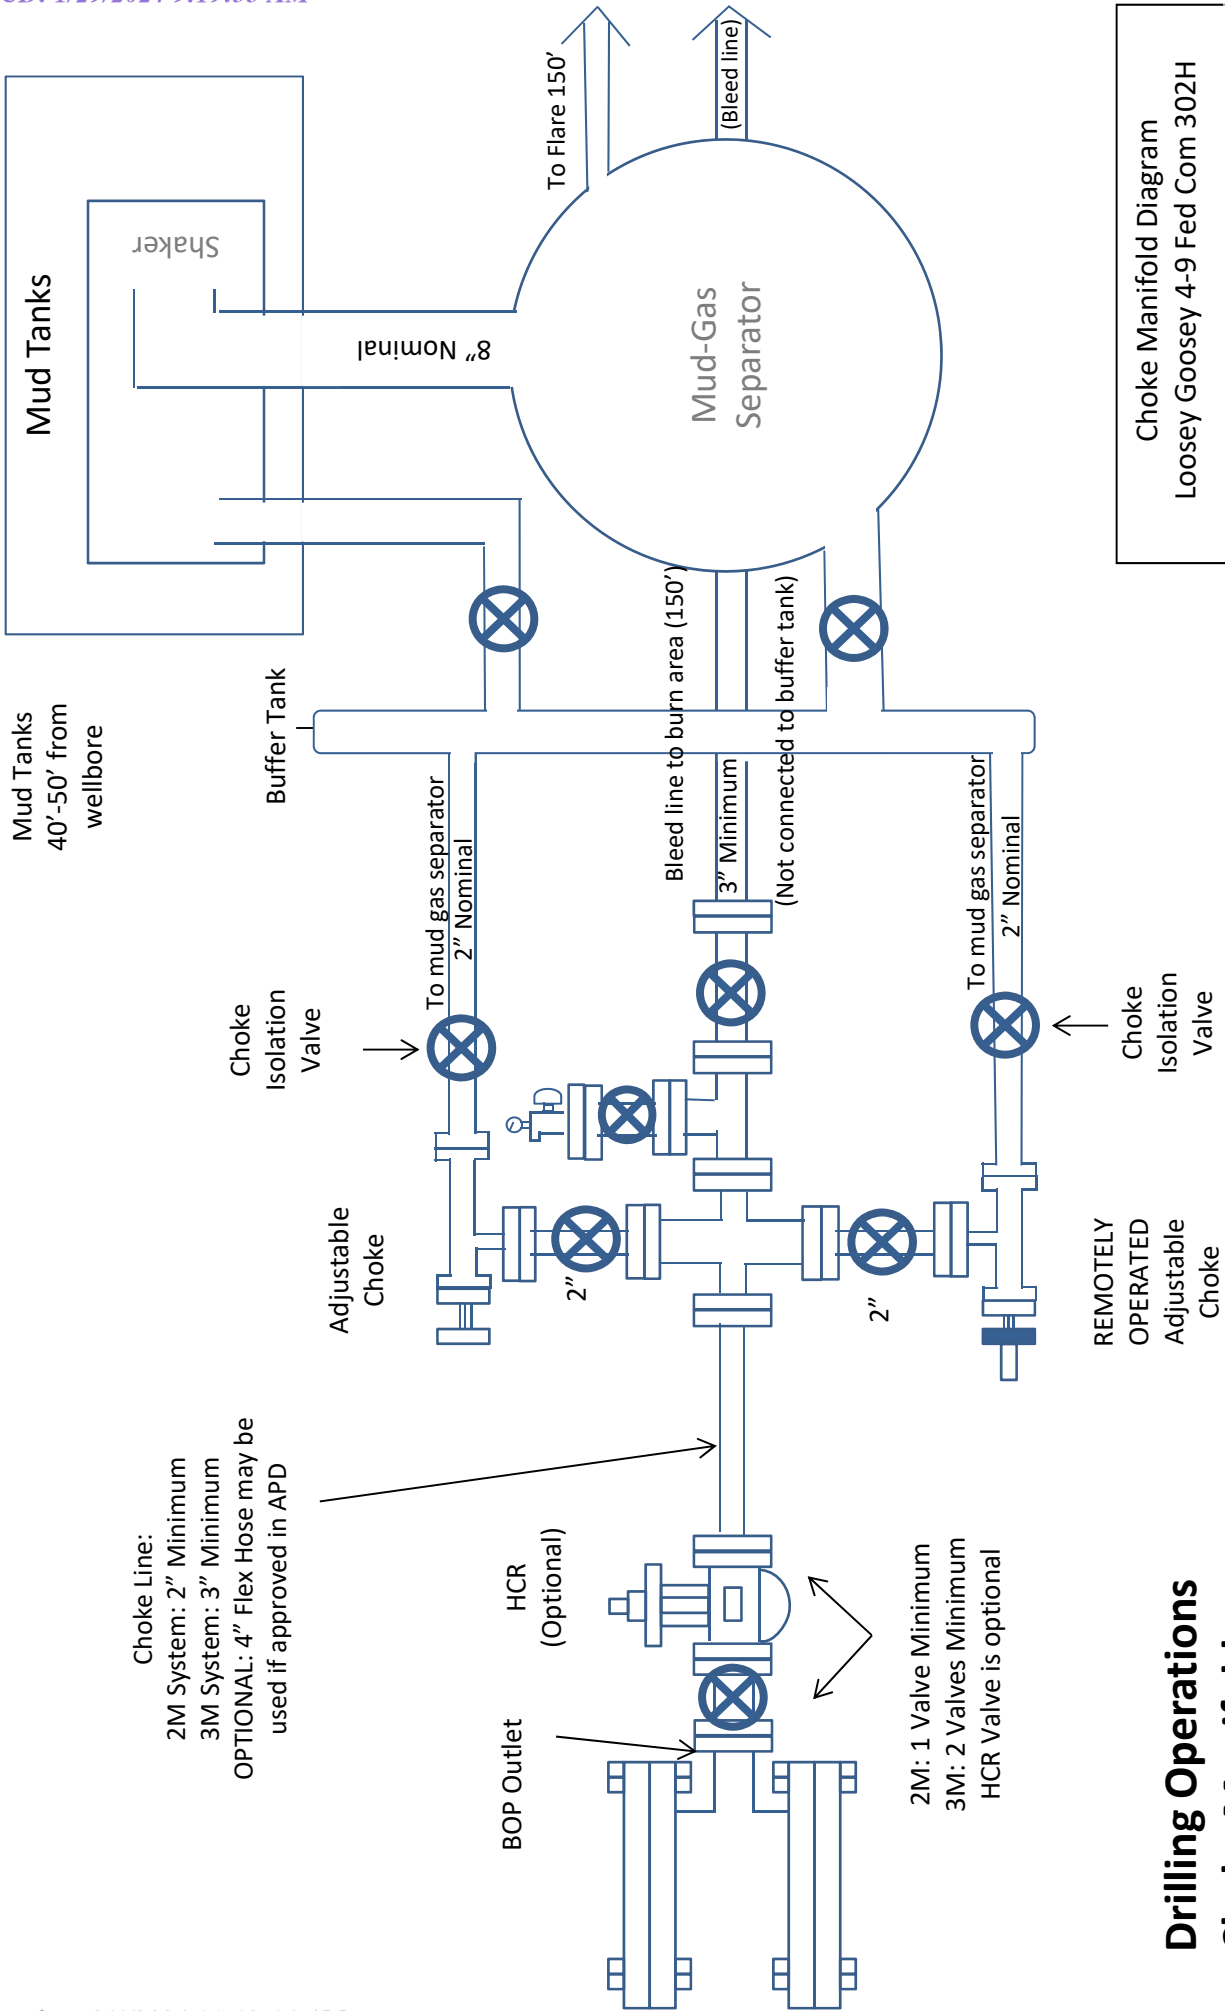 Mud Tanks
40’-50’ from
wellbore
Mud Tanks
Shaker
8” Nominal
Buffer Tank
To Flare 150’
(Bleed line)
Mud-Gas
Separator
Choke
Isolation
Valve
To mud gas separator
2” Nominal
Bleed line to burn area (150’)
3” Minimum
(Not connected to buffer tank)
To mud gas separator
2” Nominal
Choke
Isolation
Valve
Adjustable
Choke
2”
2”
REMOTELY
OPERATED
Adjustable
Choke
Choke Line:
2M System: 2” Minimum
3M System: 3” Minimum
OPTIONAL: 4” Flex Hose may be
used if approved in APD
HCR
(Optional)
BOP Outlet
2M: 1 Valve Minimum
3M: 2 Valves Minimum
HCR Valve is optional
Choke Manifold Diagram
Loosey Goosey 4-9 Fed Com 302H
Drilling Operations